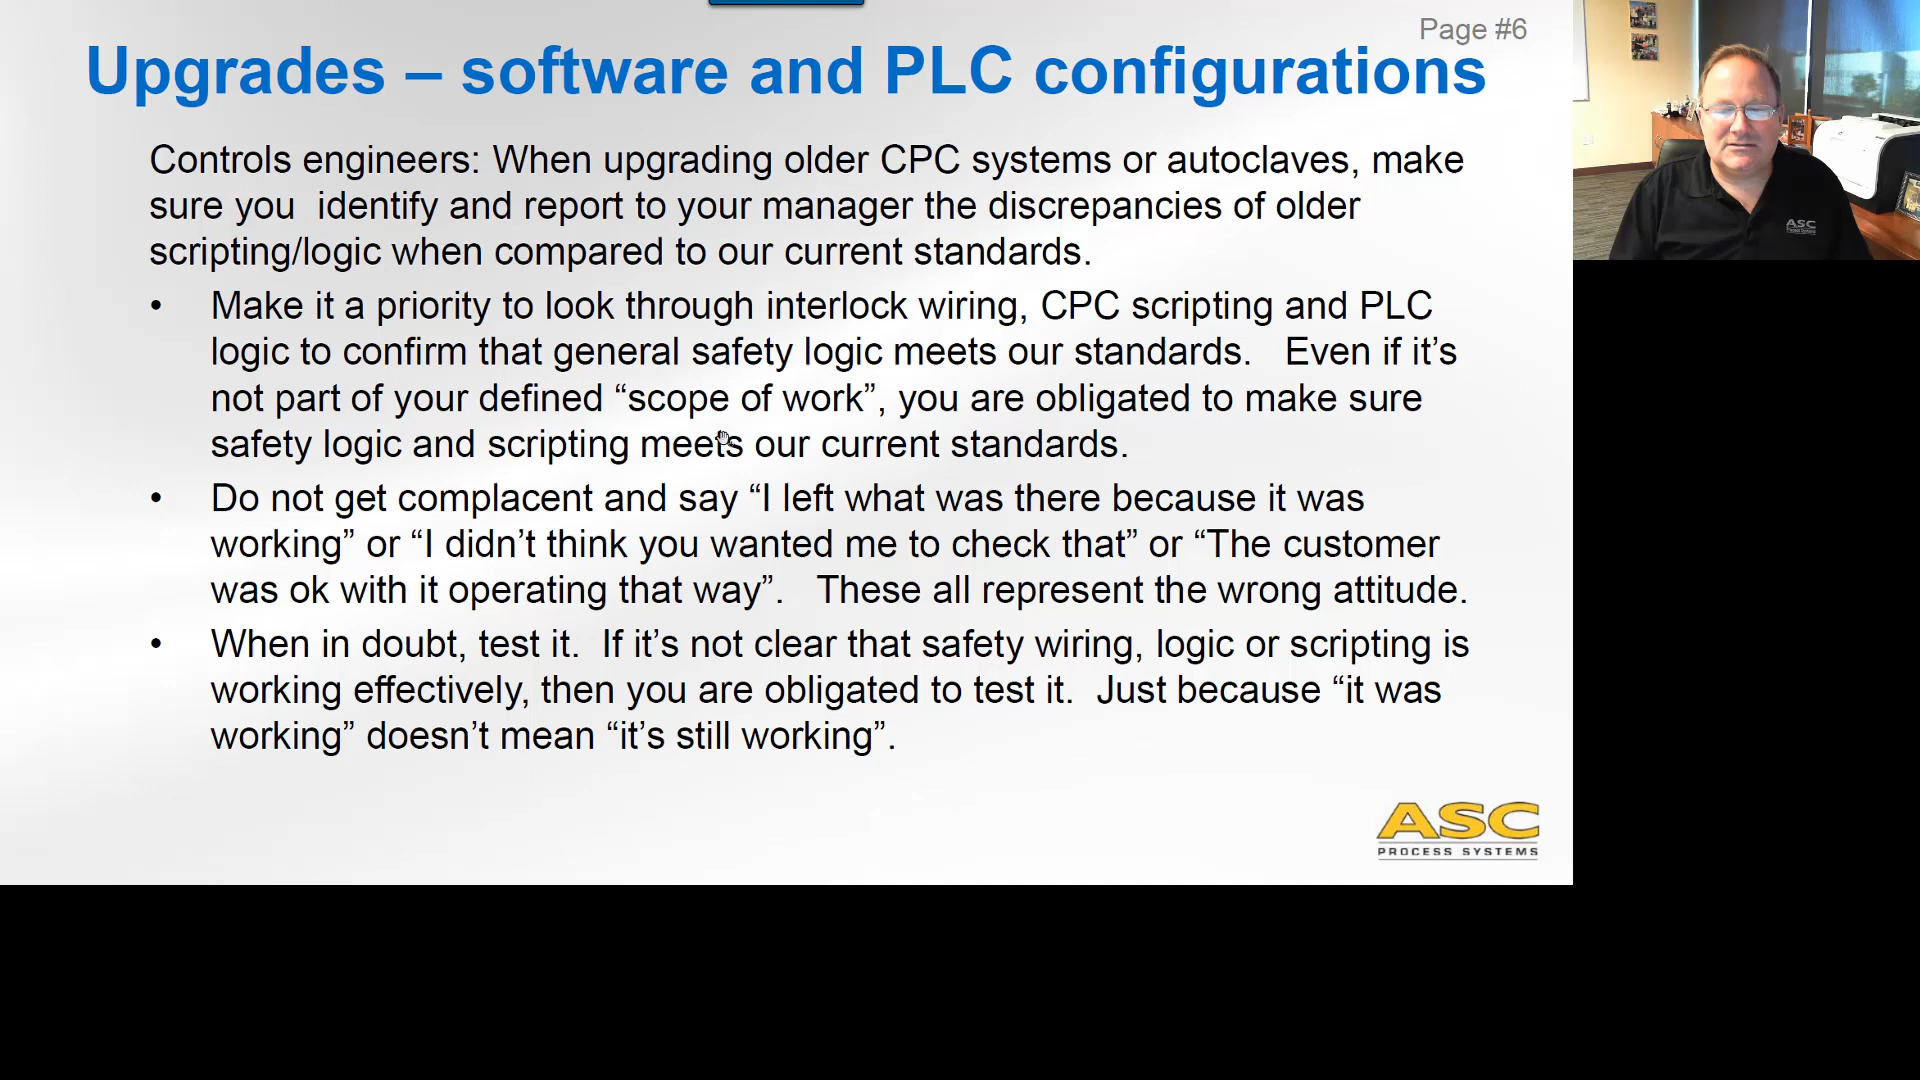 Page #6
Upgrades – software and PLC configurations
Controls engineers: When upgrading older CPC systems or autoclaves, make
sure you  identify and report to your manager the discrepancies of older
scripting/logic when compared to our current standards.
• Make it a priority to look through interlock wiring, CPC scripting and PLC
logic to confirm that general safety logic meets our standards.   Even if it’s
not part of your defined “scope of work”, you are obligated to make sure
safety logic and scripting meets our current standards.
• Do not get complacent and say “I left what was there because it was
working” or “I didn’t think you wanted me to check that” or “The customer
was ok with it operating that way”.   These all represent the wrong attitude.
• When in doubt, test it.  If it’s not clear that safety wiring, logic or scripting is
working effectively, then you are obligated to test it.  Just because “it was
working” doesn’t mean “it’s still working”.
ASC
PROCESS SYSTEMS
ASC